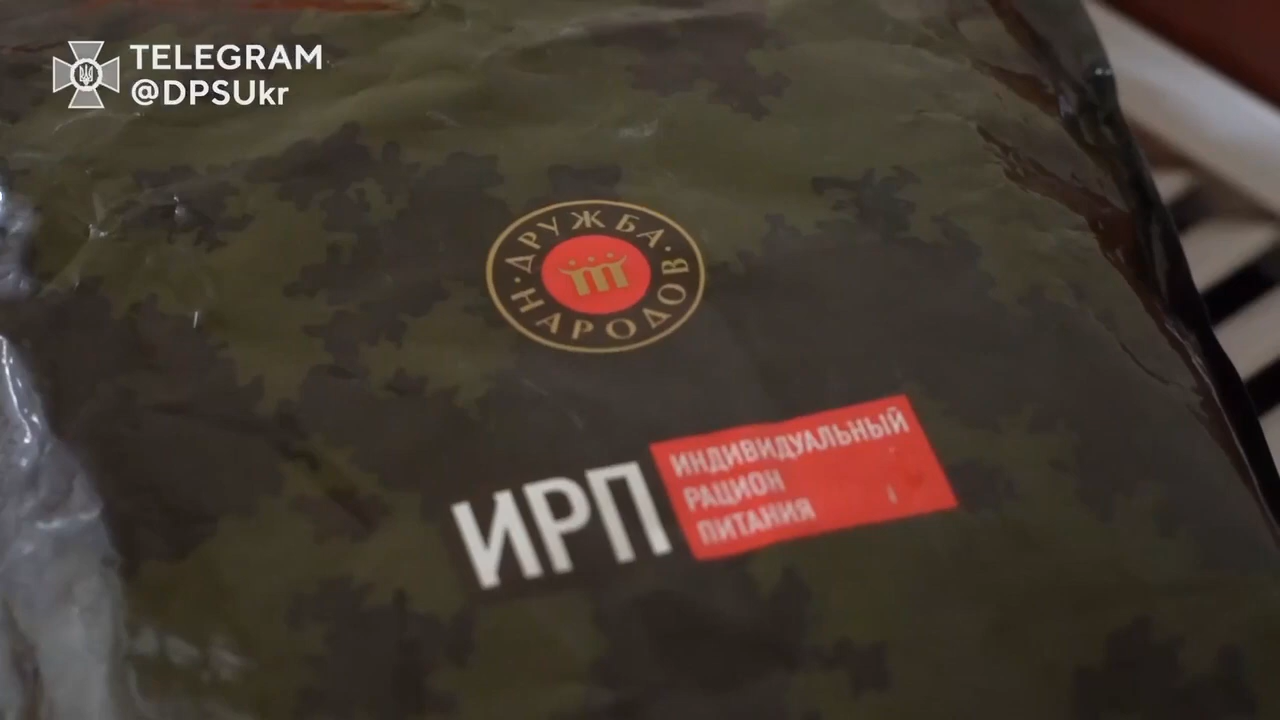 TELEGRAM
@DPSUkr
ДРУЖБА
НАРОДОВ
ИРП
ИНДИВИДУАЛЬНЫЙ
РАЦИОН
ПИТАНИЯ